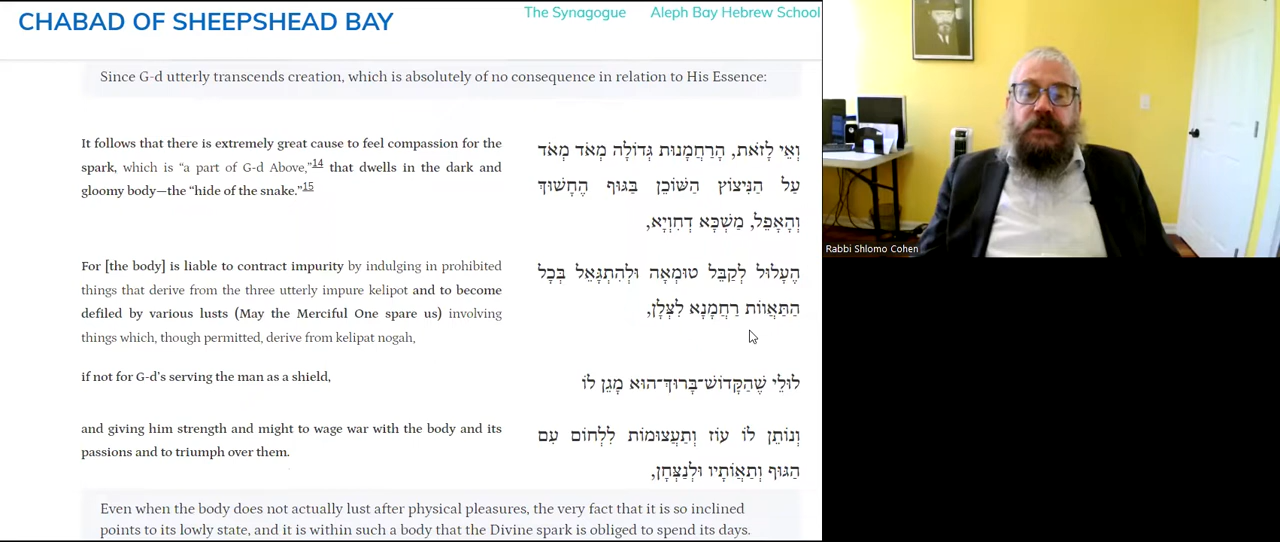 CHABAD OF SHEEPSHEAD BAY
The Synagogue
Aleph Bay Hebrew School
Since G-d utterly transcends creation, which is absolutely of no consequence in relation to His Essence:
It follows that there is extremely great cause to feel compassion for the
spark, which is “a part of G-d Above,”14 that dwells in the dark and
gloomy body—the “hide of the snake.”15
וְאֵי לָזֹאת, הָרַחֲמָנוּת גְּדוֹלָה מְאֹד מְאֹד
עַל הַנִּיצוֹץ הַשּׁוֹכֵן בַּגּוּף הֶחָשׁוּךְ
וְהָאָפֵל, מַשְׁכָּא דְחִוְיָא,
For [the body] is liable to contract impurity by indulging in prohibited
things that derive from the three utterly impure kelipot and to become
defiled by various lusts (May the Merciful One spare us) involving
things which, though permitted, derive from kelipat nogah,
הֶעָלוּל לְקַבֵּל טוּמְאָה וּלְהִתְגָּאֵל בְּכָל
הַתַּאֲווֹת רַחֲמָנָא לִצְּלָן,
if not for G-d’s serving the man as a shield,
לוּלֵי שֶׁהַקָּדוֹשׁ־בָּרוּךְ־הוּא מָגֵן לוֹ
and giving him strength and might to wage war with the body and its
passions and to triumph over them.
וְנוֹתֵן לוֹ עוֹז וְתַעֲצוּמוֹת לִלְחוֹם עִם
הַגּוּף וְתַאֲוֹתָיו וּלְנַצְּחָן,
Even when the body does not actually lust after physical pleasures, the very fact that it is so inclined
points to its lowly state, and it is within such a body that the Divine spark is obliged to spend its days.
Rabbi Shlomo Cohen